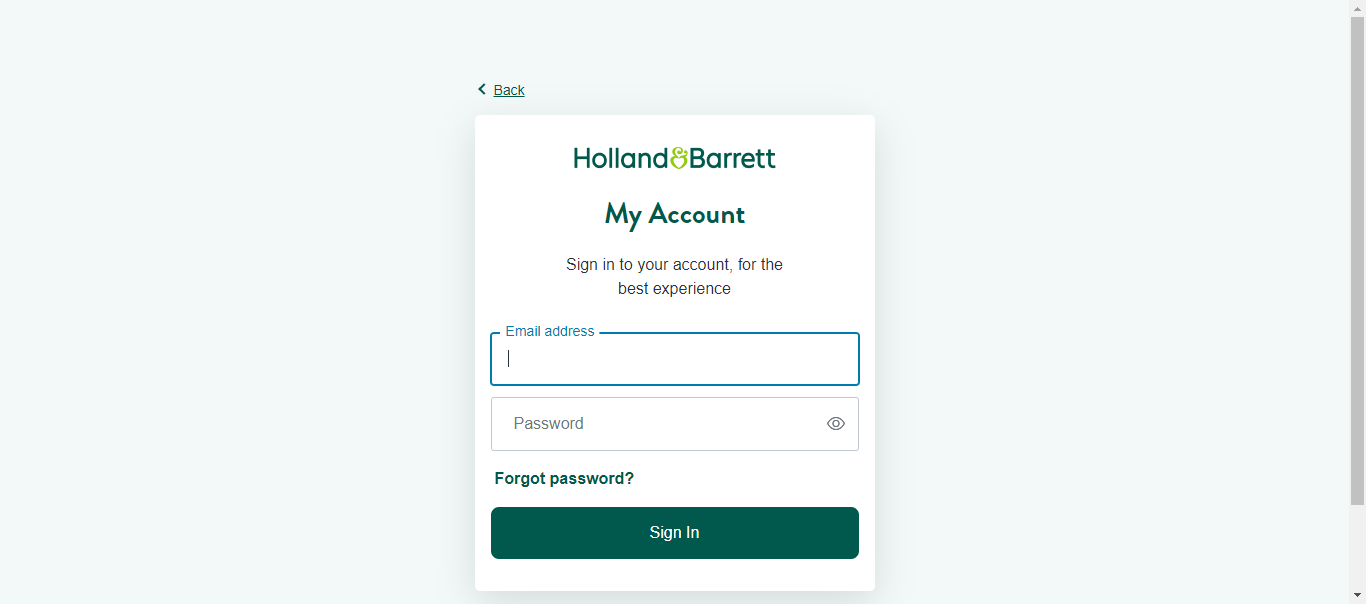 Back
Holland&Barrett
My Account
Sign in to your account, for the
best experience
Email address
Password
Forgot password?
Sign In